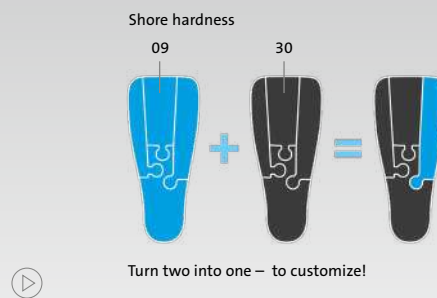 Shore hardness
09 30
+ =
Turn two into one – to customize!